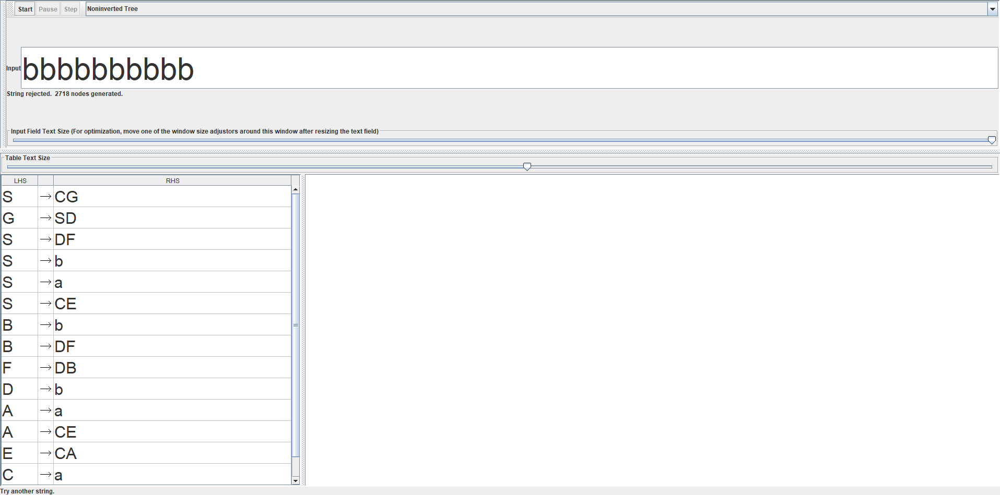 Start Pause Step Noninverted Tree
Input bbbbbbbbbb
String rejected. 2718 nodes generated.
Input Field Text Size (For optimization, move one of the window size adjustors around this window after resizing the text field)
Table Text Size
LHS RHS
S → CG
G → SD
S → DF
S → b
S → a
S → CE
B → b
B → DF
F → DB
D → b
A → a
A → CE
E → CA
C → a
Try another string.